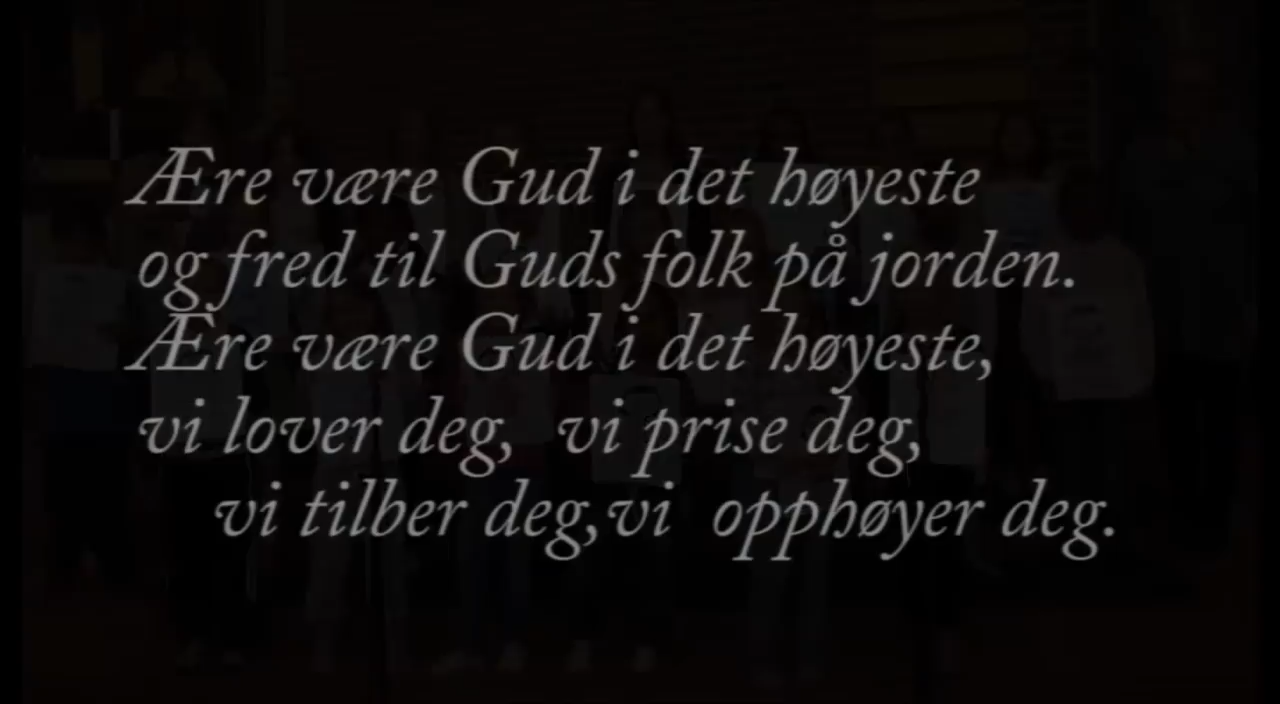 Ære være Gud i det høyeste
og fred til Guds folk på jorden.
Ære være Gud i det høyeste,
vi lover deg, vi prise deg,
vi tilber deg,vi opphøyer deg.